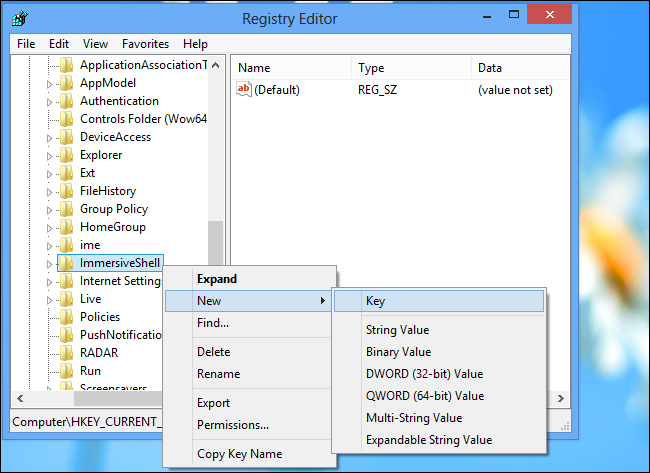 Registry Editor
File Edit View Favorites Help
ApplicationAssociationT
AppModel
Authentication
Controls Folder (Wow64
DeviceAccess
Explorer
Ext
FileHistory
Group Policy
HomeGroup
ime
ImmersiveShell
Internet Setting
Live
Policies
PushNotification
RADAR
Run
Screensavers
Name Type Data
ab (Default) REG_SZ (value not set)
Expand
New
Find...
Delete
Rename
Export
Permissions...
Copy Key Name
Key
String Value
Binary Value
DWORD (32-bit) Value
QWORD (64-bit) Value
Multi-String Value
Expandable String Value
Computer\HKEY_CURRENT_